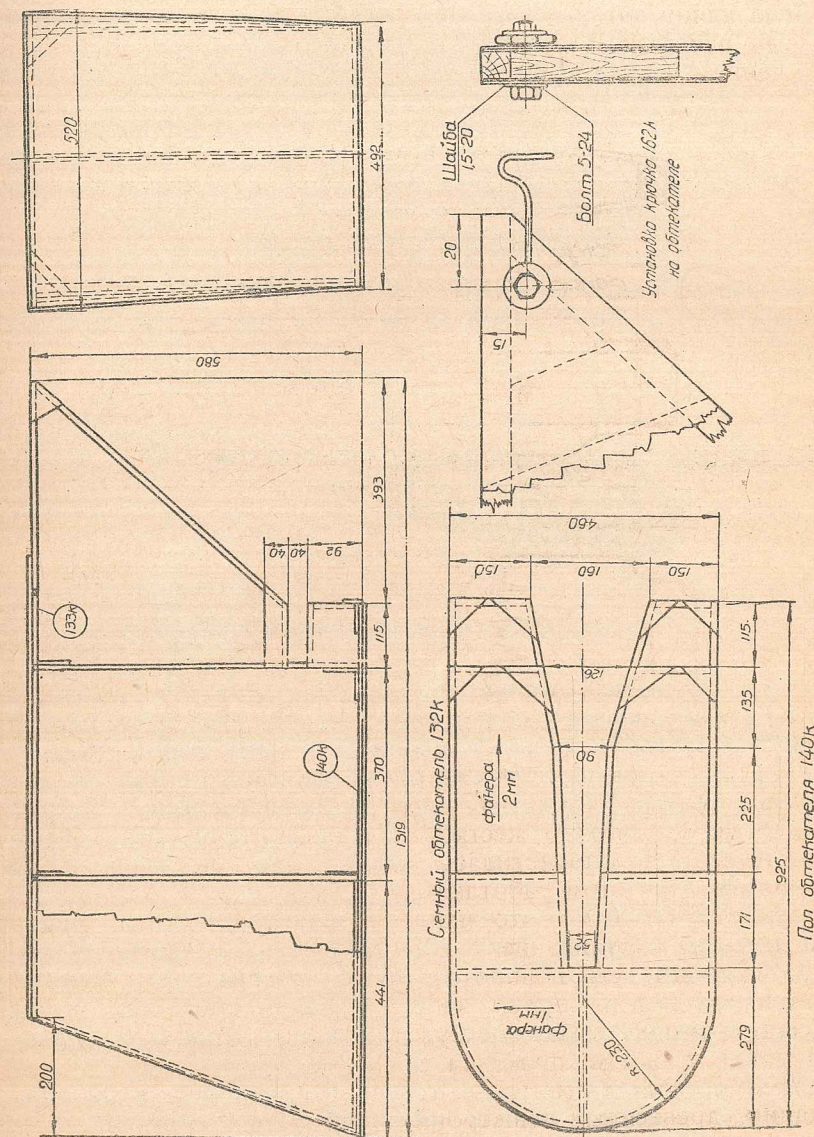 520
492
Шайба
1,5-20
Болт 5-24
Установка крючка 162к
на обтекателе
20
15
580
393
40
40
92
115
133к
140к
370
1319
441
200
Семный обтекатель 132к
460
150
160
150
126
90
52
115
135
225
171
279
925
фанера
2мм
фанера
1мм
R=230
Пол обтекателя 140к